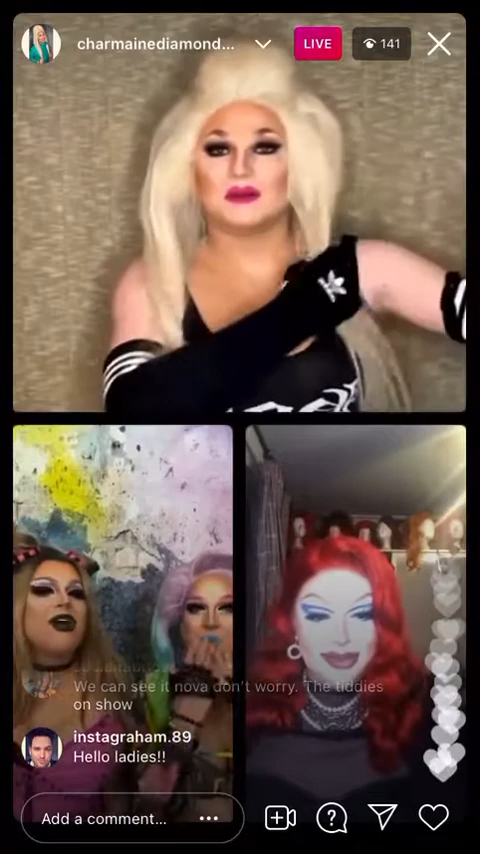 charmainediamond...
LIVE
141
We can see it nova don't worry. The tiddies
on show
instagraham.89
Hello ladies!!
Add a comment...